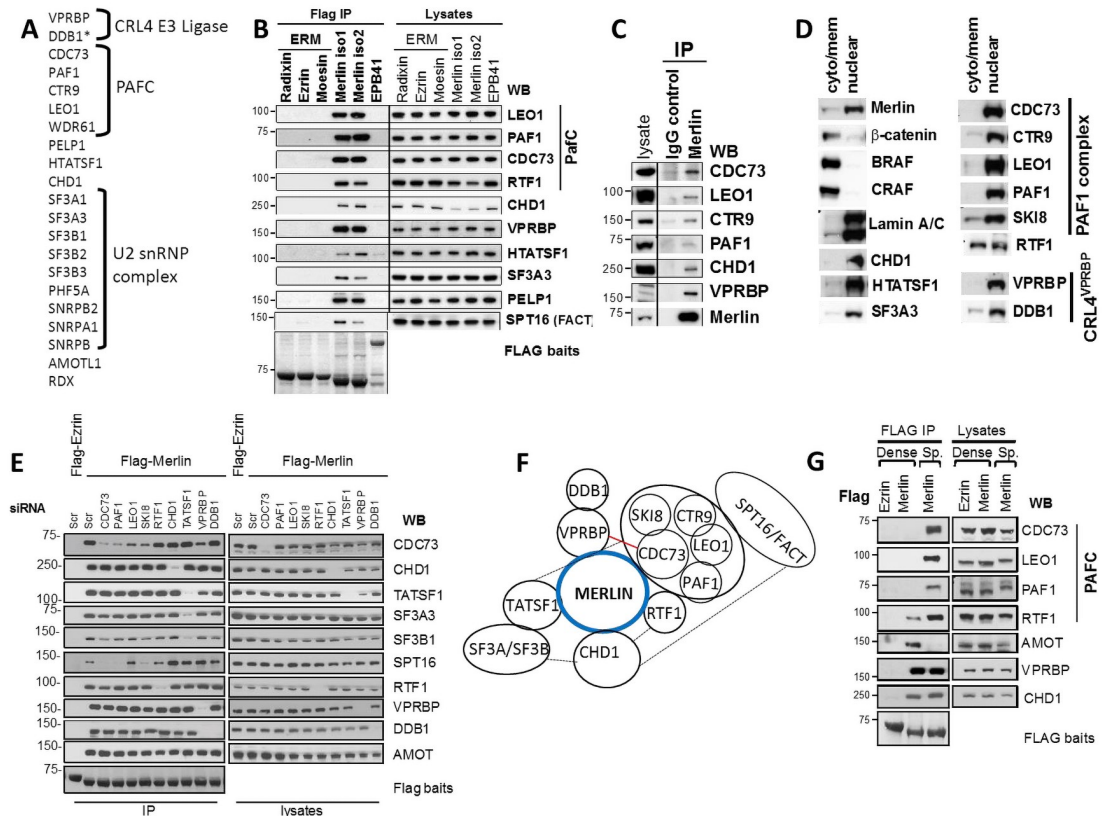 A
VPRBP
DDB1*
CRL4 E3 Ligase
CDC73
PAF1
CTR9
LEO1
WDR61
PAFC
PELP1
HTATSF1
CHD1
SF3A1
SF3A3
SF3B1
SF3B2
SF3B3
PHF5A
SNRPB2
SNRPA1
SNRPB
U2 snRNP
complex
AMOTL1
RDX
B
Flag IP
Lysates
ERM
ERM
Radixin
Ezrin
Moesin
Merlin iso1
Merlin iso2
EPB41
Radixin
Ezrin
Moesin
Merlin iso1
Merlin iso2
EPB41
WB
100
LEO1
75
PAF1
CDC73
100
RTF1
PafC
250
CHD1
150
VPRBP
100
HTATSF1
75
SF3A3
150
PELP1
150
SPT16 (FACT)
75
FLAG baits
C
IP
lysate
IgG control
Merlin
WB
CDC73
100
LEO1
150
CTR9
75
PAF1
250
CHD1
150
VPRBP
75
Merlin
D
cyto/mem
nuclear
cyto/mem
nuclear
Merlin
β-catenin
BRAF
CRAF
Lamin A/C
CHD1
HTATSF1
SF3A3
CDC73
CTR9
LEO1
PAF1
SKI8
RTF1
PAF1 complex
VPRBP
DDB1
CRL4VPRBP
E
Flag-Ezrin
Flag-Merlin
Flag-Ezrin
Flag-Merlin
siRNA
Scr
Scr
CDC73
PAF1
LEO1
SKI8
RTF1
CHD1
TATSF1
VPRBP
DDB1
Scr
Scr
CDC73
PAF1
LEO1
SKI8
RTF1
CHD1
TATSF1
VPRBP
DDB1
WB
75-
CDC73
250-
CHD1
100-
TATSF1
75-
SF3A3
150-
SF3B1
150-
SPT16
100-
RTF1
150-
VPRBP
150-
DDB1
150-
AMOT
75-
Flag baits
IP
lysates
F
DDB1
VPRBP
SKI8
CTR9
CDC73
LEO1
PAF1
SPT16/FACT
MERLIN
TATSF1
RTF1
SF3A/SF3B
CHD1
G
FLAG IP
Lysates
Dense
Sp.
Dense
Sp.
Flag
Ezrin
Merlin
Merlin
Ezrin
Merlin
Merlin
WB
75
CDC73
100
LEO1
75
PAF1
100
RTF1
PAFC
150
AMOT
150
VPRBP
250
CHD1
75
FLAG baits